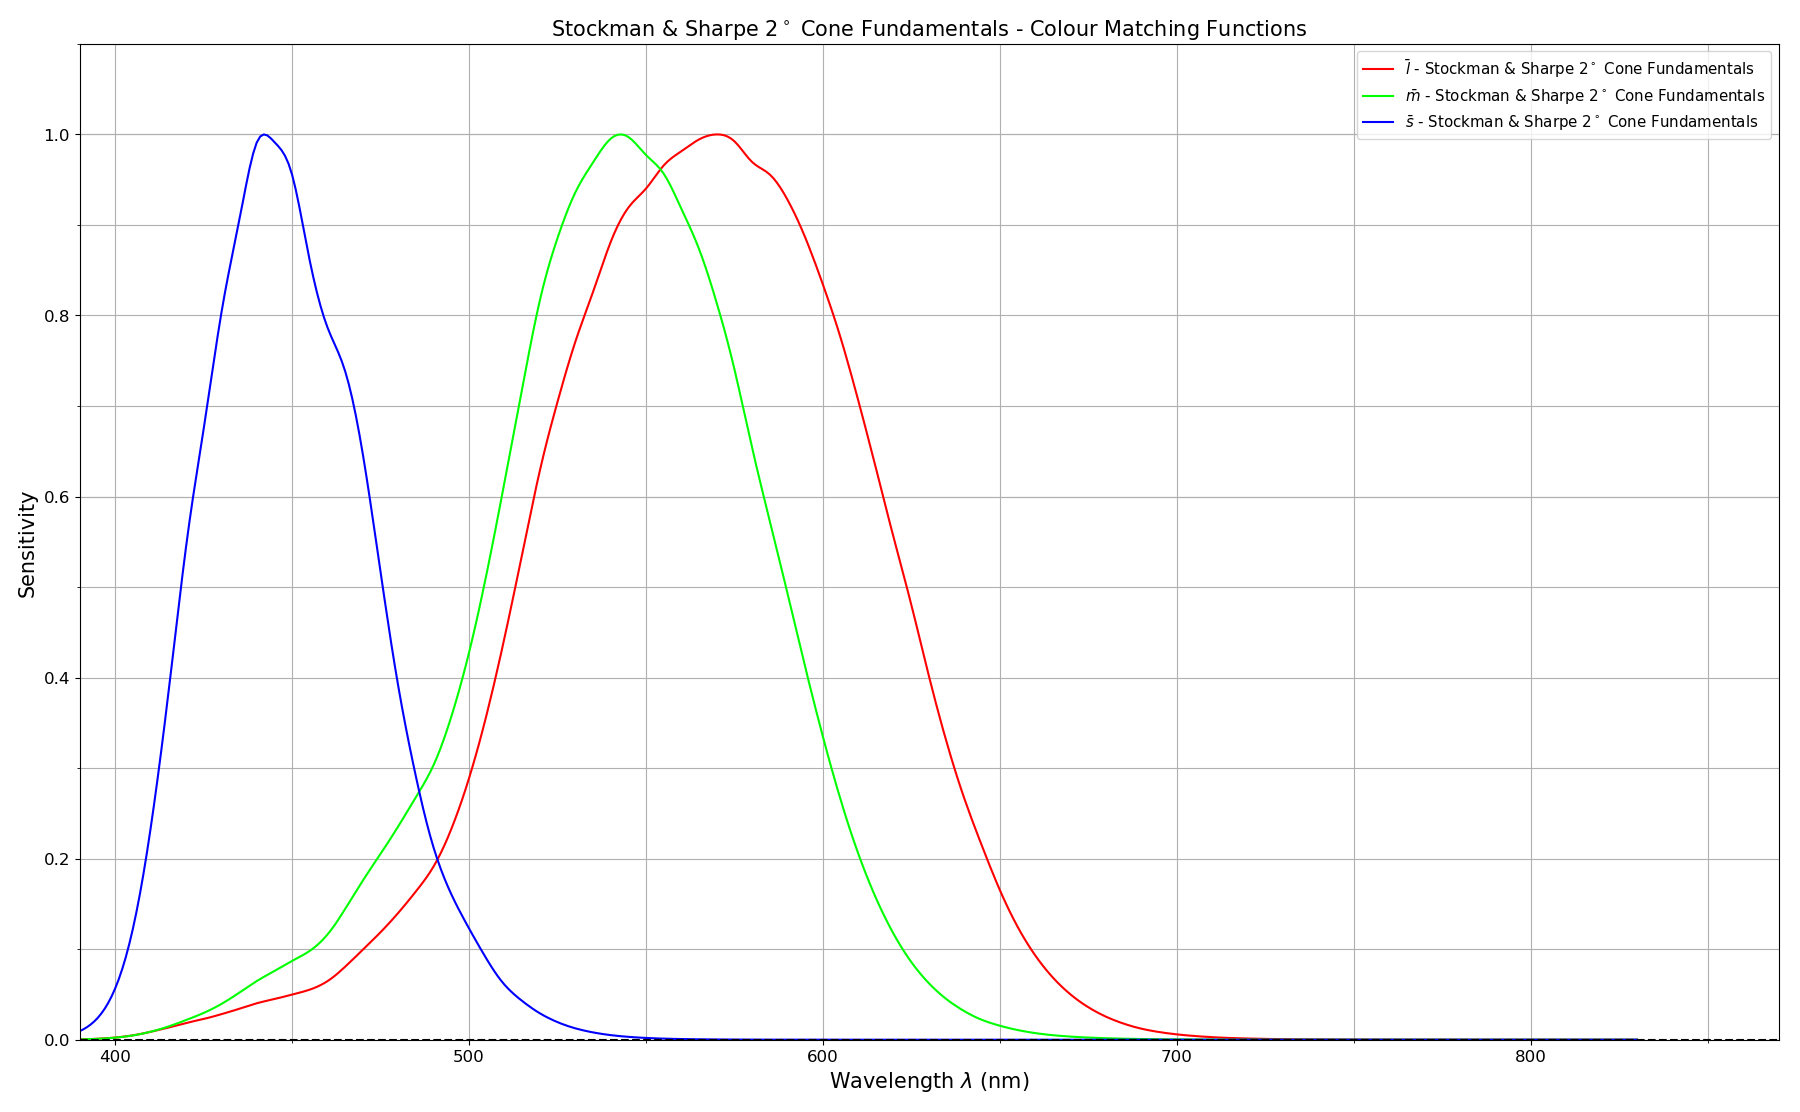 Stockman & Sharpe 2° Cone Fundamentals - Colour Matching Functions
l̄ - Stockman & Sharpe 2° Cone Fundamentals
m̄ - Stockman & Sharpe 2° Cone Fundamentals
s̄ - Stockman & Sharpe 2° Cone Fundamentals
1.0
0.8
0.6
0.4
0.2
0.0
Sensitivity
400 500 600 700 800
Wavelength λ (nm)